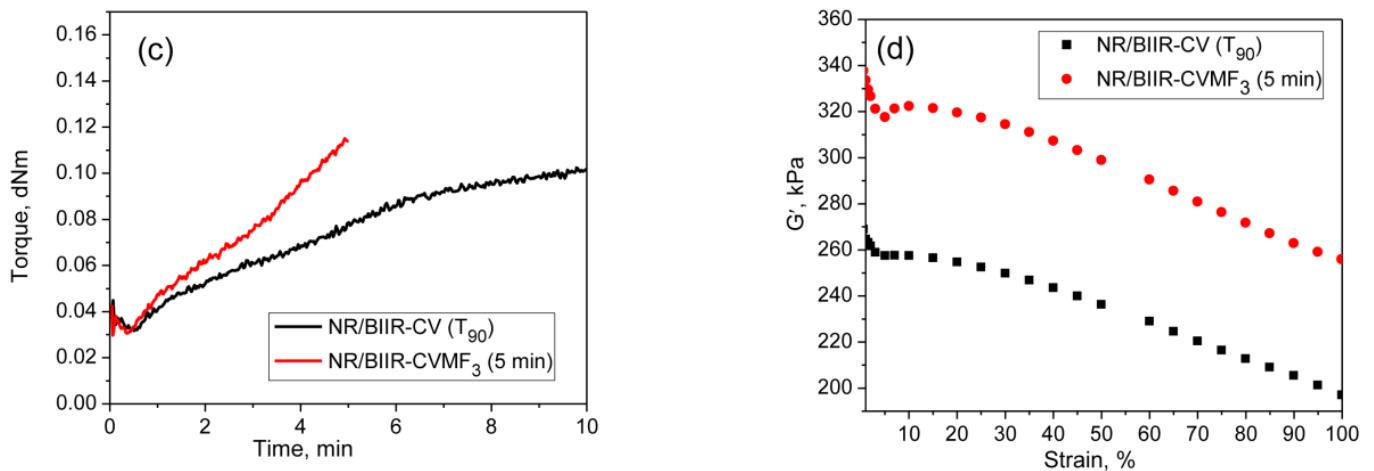 (c)
Torque, dNm
0.16
0.14
0.12
0.10
0.08
0.06
0.04
0.02
0.00
NR/BIIR-CV (T90)
NR/BIIR-CVMF3 (5 min)
0 2 4 6 8 10
Time, min
(d)
G′, kPa
360
340
320
300
280
260
240
220
200
NR/BIIR-CV (T90)
NR/BIIR-CVMF3 (5 min)
10 20 30 40 50 60 70 80 90 100
Strain, %